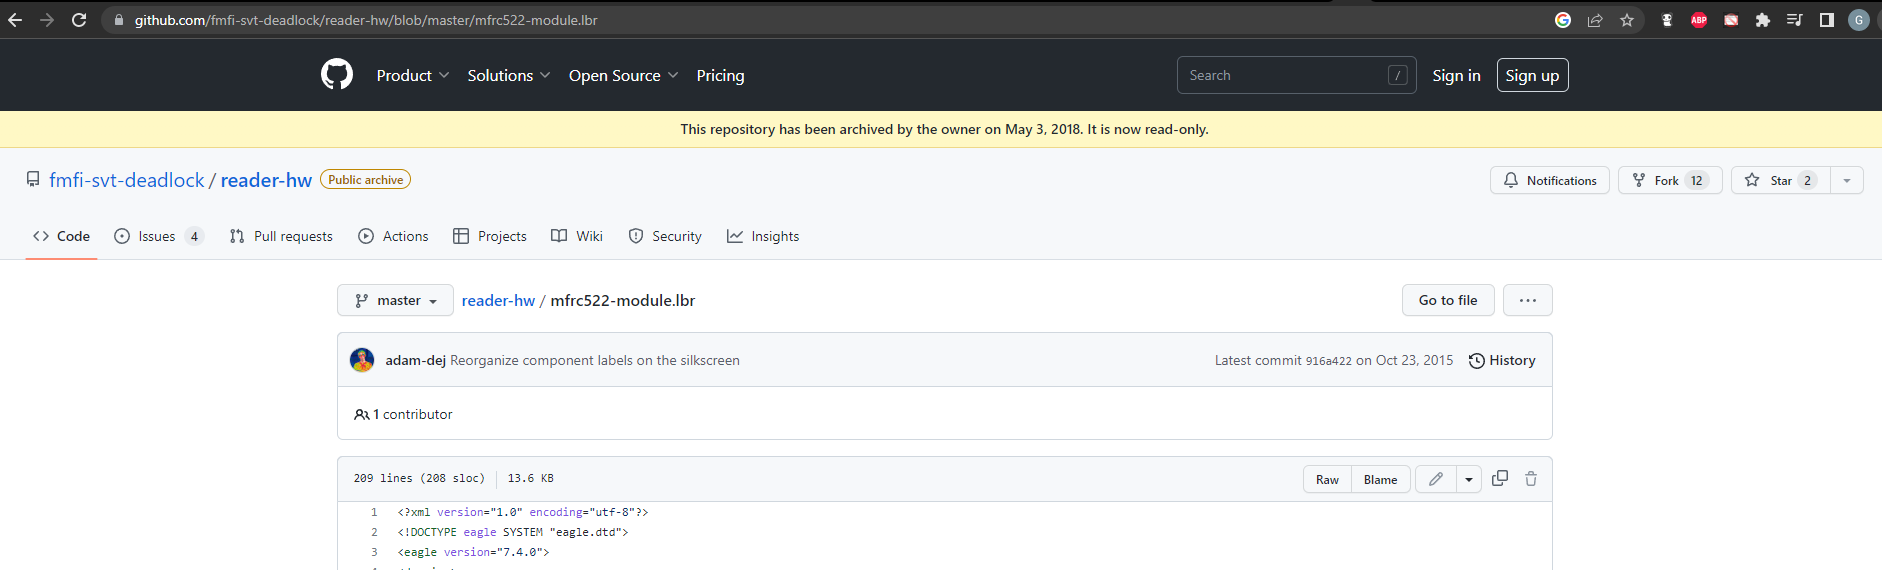 github.com/fmfi-svt-deadlock/reader-hw/blob/master/mfrc522-module.lbr
ABP
G
Product Solutions Open Source Pricing
Search /
Sign in Sign up
This repository has been archived by the owner on May 3, 2018. It is now read-only.
fmfi-svt-deadlock / reader-hw Public archive
Notifications Fork 12 Star 2
Code Issues 4 Pull requests Actions Projects Wiki Security Insights
master reader-hw / mfrc522-module.lbr Go to file ...
adam-dej Reorganize component labels on the silkscreen Latest commit 916a422 on Oct 23, 2015 History
1 contributor
209 lines (208 sloc) 13.6 KB Raw Blame
1 <?xml version="1.0" encoding="utf-8"?>
2 <!DOCTYPE eagle SYSTEM "eagle.dtd">
3 <eagle version="7.4.0">